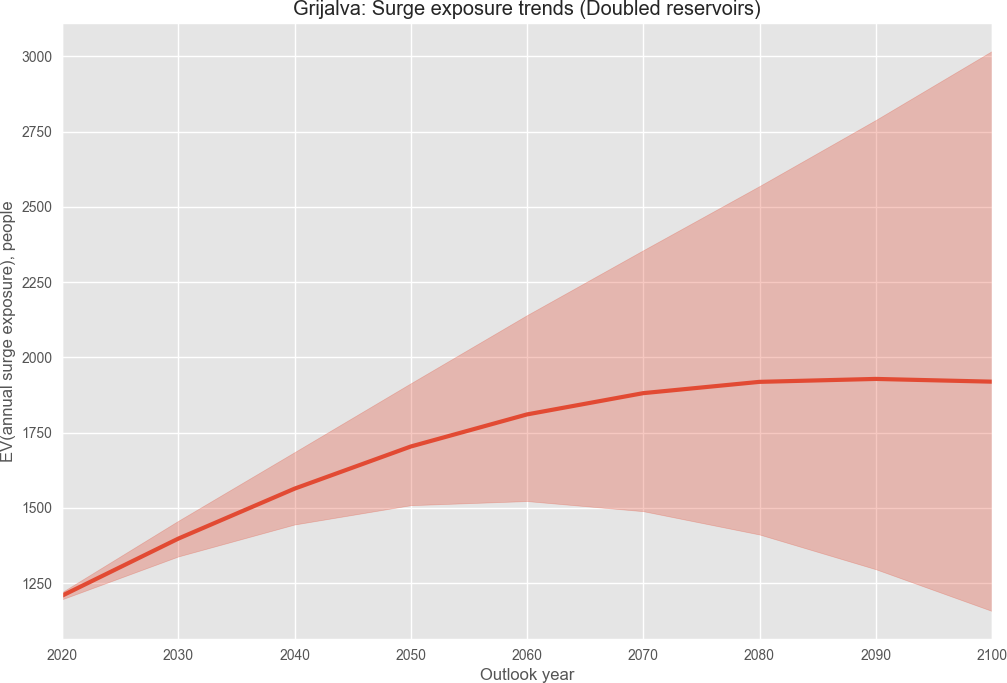 Grijalva: Surge exposure trends (Doubled reservoirs)
EV(annual surge exposure), people
3000
2750
2500
2250
2000
1750
1500
1250
2020 2030 2040 2050 2060 2070 2080 2090 2100
Outlook year